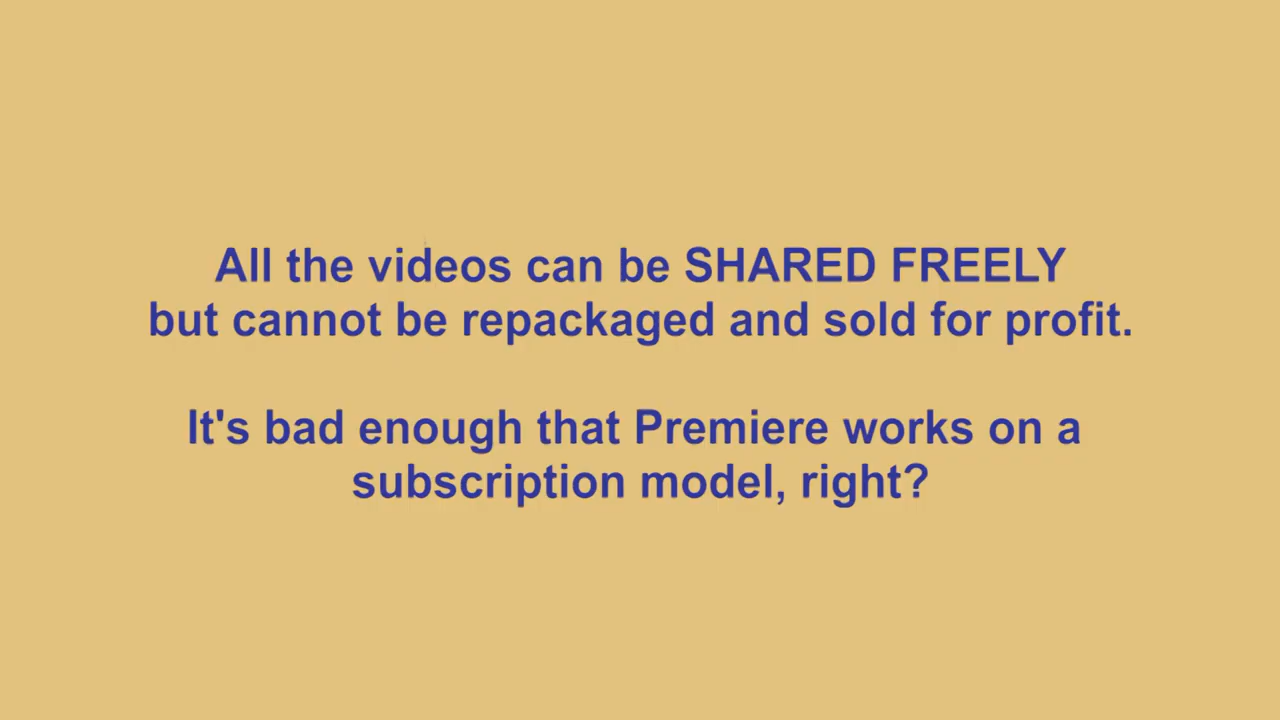 All the videos can be SHARED FREELY
but cannot be repackaged and sold for profit.
It's bad enough that Premiere works on a
subscription model, right?